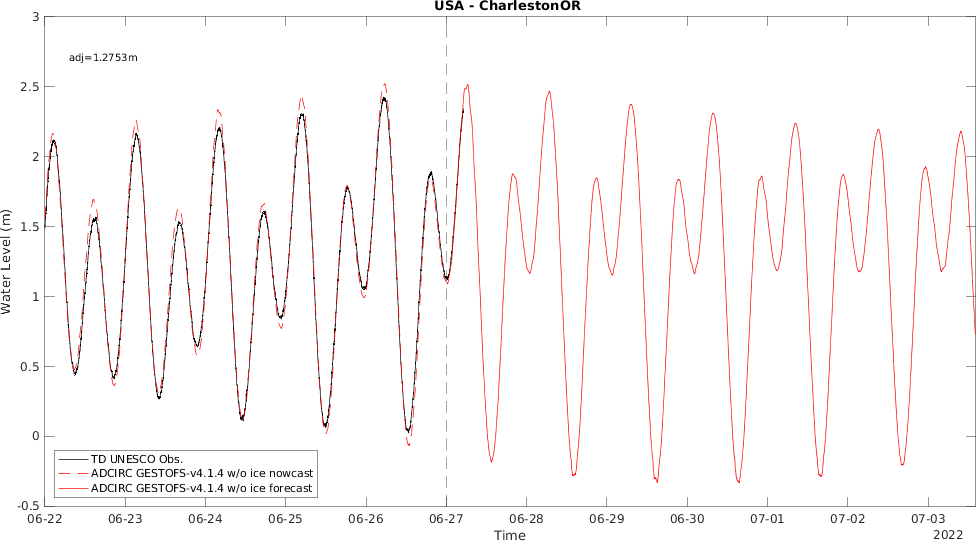 USA - CharlestonOR
adj=1.2753m
Water Level (m)
3
2.5
2
1.5
1
0.5
0
-0.5
TD UNESCO Obs.
ADCIRC GESTOFS-v4.1.4 w/o ice nowcast
ADCIRC GESTOFS-v4.1.4 w/o ice forecast
06-22 06-23 06-24 06-25 06-26 06-27 06-28 06-29 06-30 07-01 07-02 07-03
Time
2022